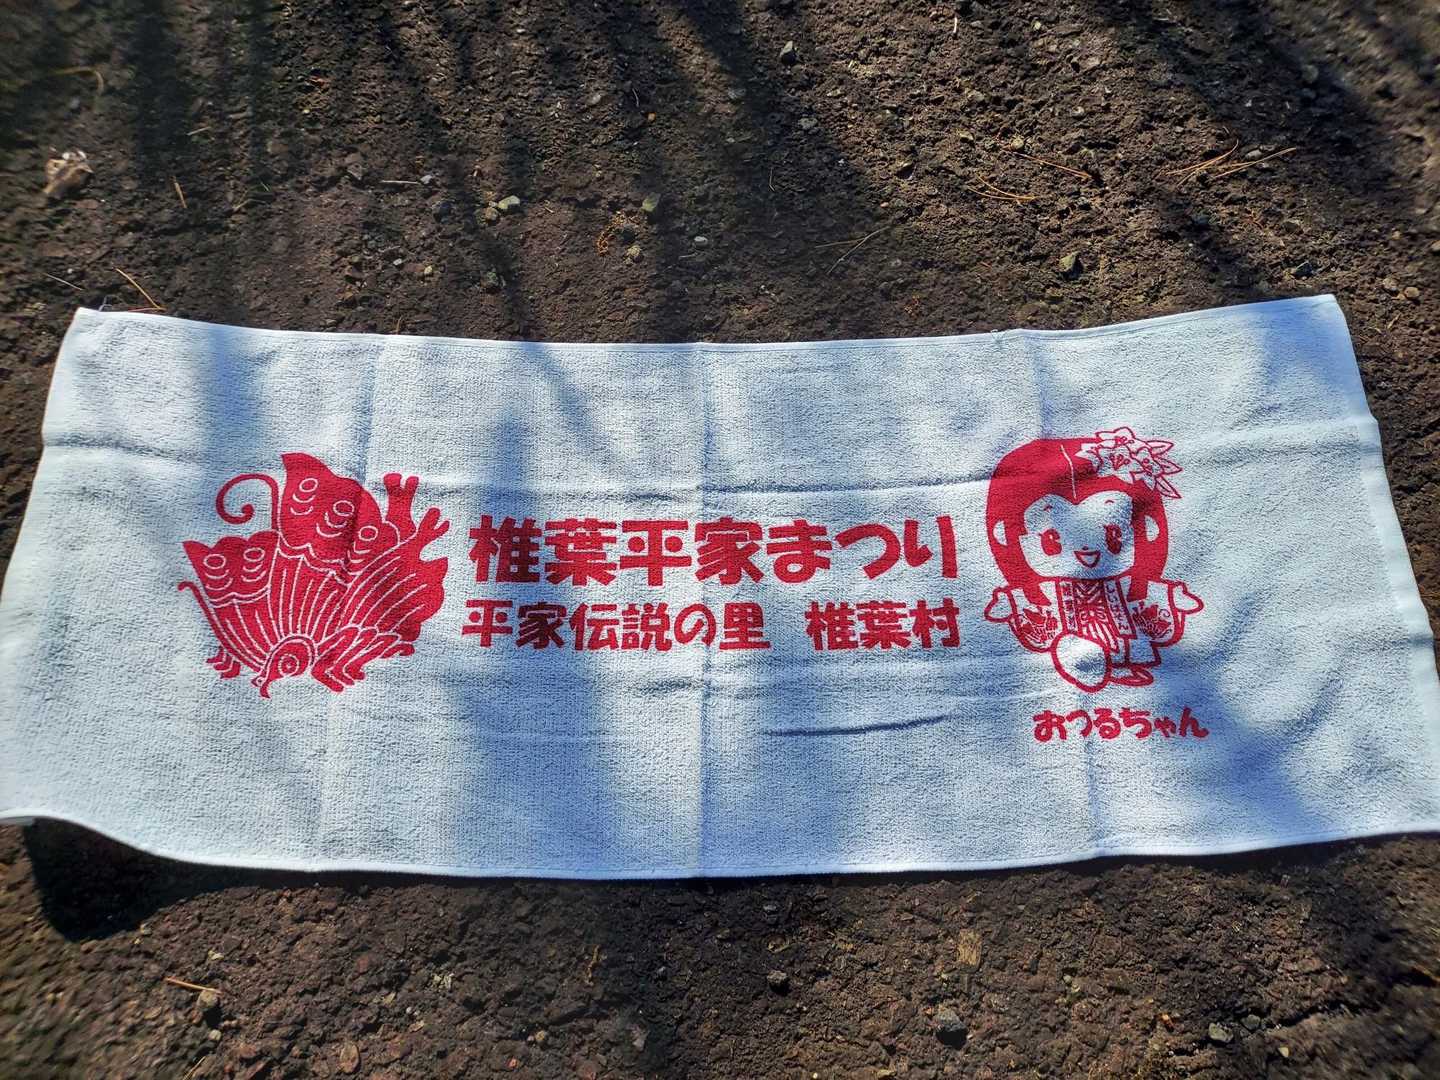 椎葉平家まつり
平家伝説の里 椎葉村
おつるちゃん